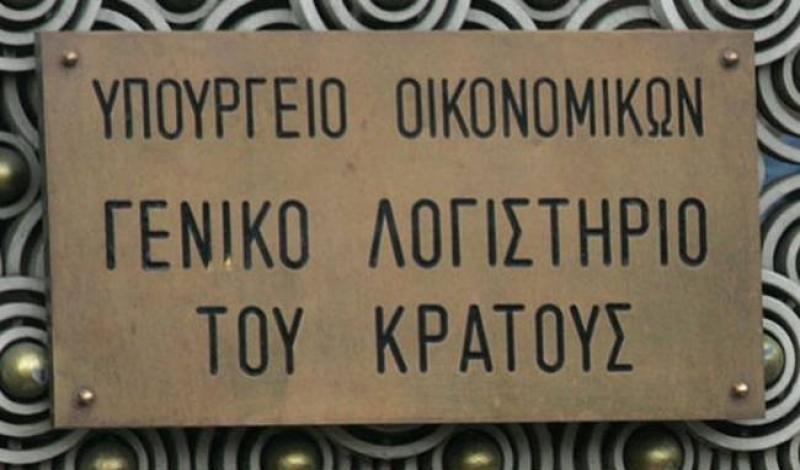 ΥΠΟΥΡΓΕΙΟ ΟΙΚΟΝΟΜΙΚΩΝ
ΓΕΝΙΚΟ ΛΟΓΙΣΤΗΡΙΟ
ΤΟΥ ΚΡΑΤΟΥΣ